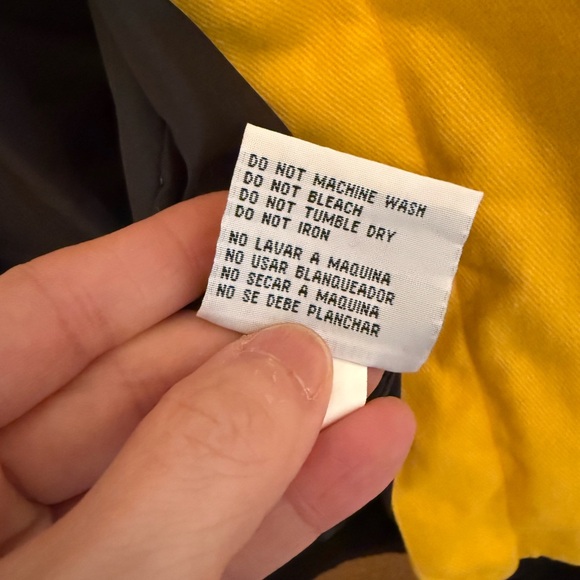 DO NOT MACHINE WASH
DO NOT BLEACH
DO NOT TUMBLE DRY
DO NOT IRON
NO LAVAR A MAQUINA
NO USAR BLANQUEADOR
NO SECAR A MAQUINA
NO SE DEBE PLANCHAR